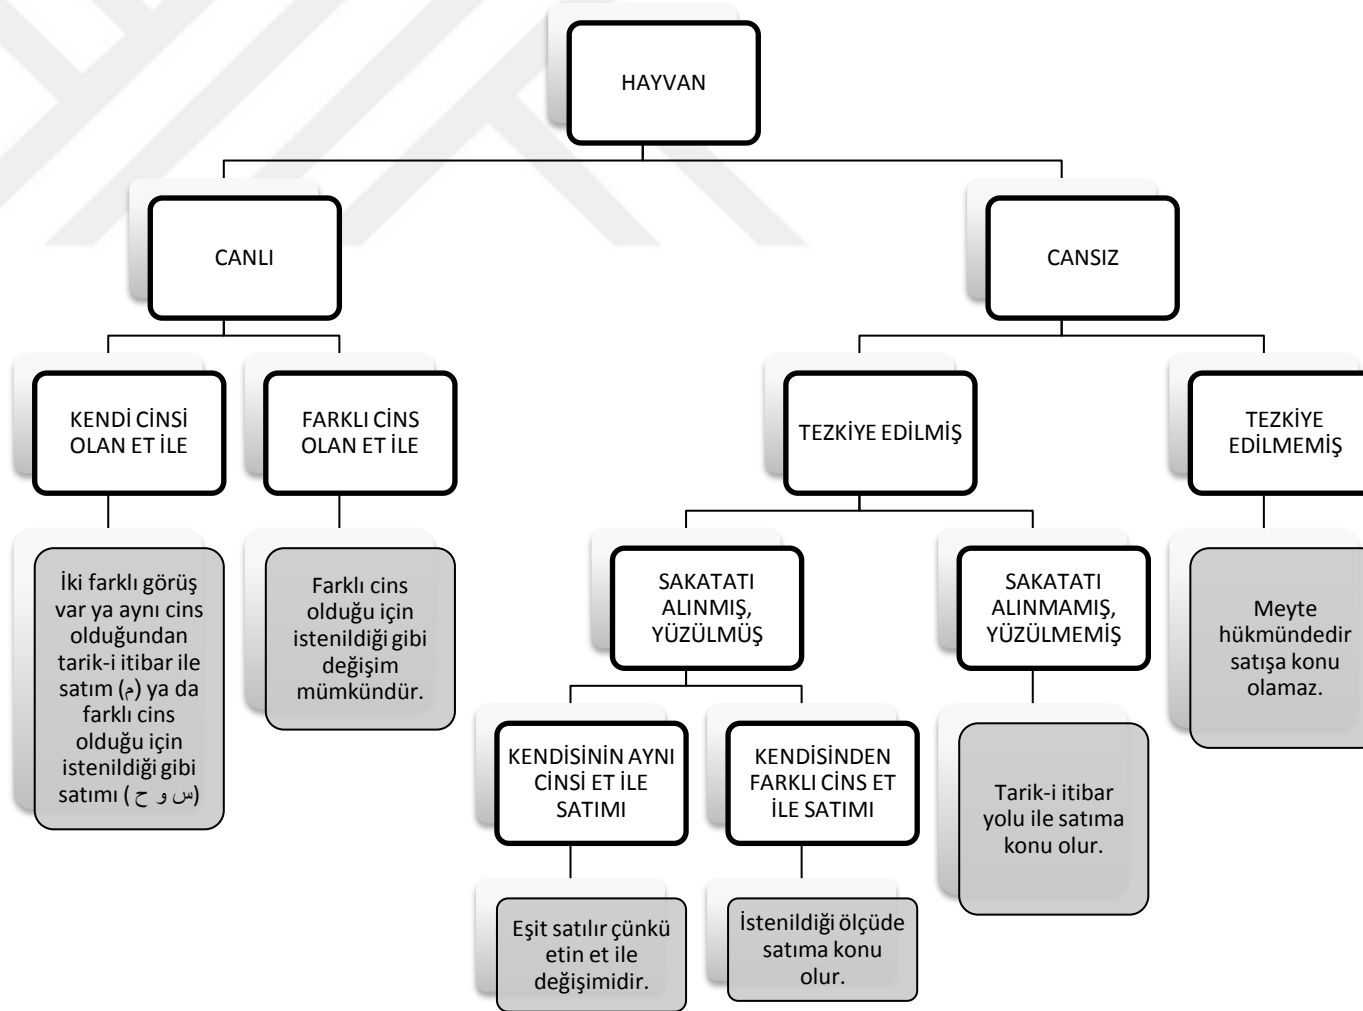 HAYVAN
CANLI
CANSIZ
KENDİ CİNSİ
OLAN ET İLE
FARKLI CİNS
OLAN ET İLE
TEZKİYE EDİLMİŞ
TEZKİYE
EDİLMEMİŞ
İki farklı görüş
var ya aynı cins
olduğundan
tarik-i itibar ile
satım (م) ya da
farklı cins
olduğu için
istenildiği gibi
satımı ( س و ح)
Farklı cins
olduğu için
istenildiği gibi
değişim
mümkündür.
SAKATATI
ALINMIŞ,
YÜZÜLMÜŞ
SAKATATI
ALINMAMIŞ,
YÜZÜLMEMİŞ
Meyte
hükmündedir
satışa konu
olamaz.
KENDİSİNİN AYNI
CİNSİ ET İLE
SATIMI
KENDİSİNDEN
FARKLI CİNS ET
İLE SATIMI
Tarik-i itibar
yolu ile satıma
konu olur.
Eşit satılır çünkü
etin et ile
değişimidir.
İstenildiği ölçüde
satıma konu
olur.